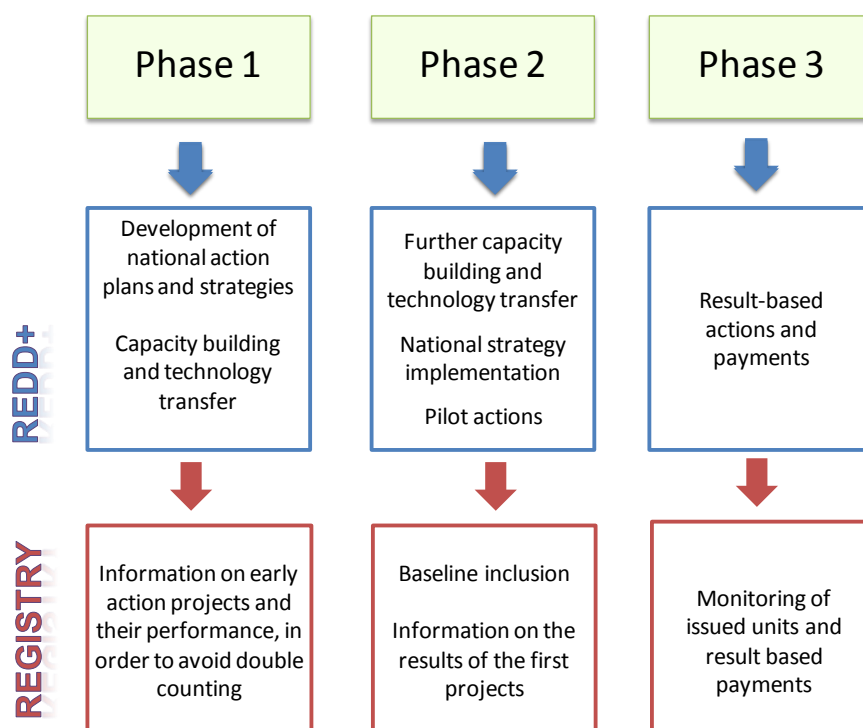 Phase 1
Phase 2
Phase 3
REDD+
Development of
national action
plans and strategies
Capacity building
and technology
transfer
Further capacity
building and
technology transfer
National strategy
implementation
Pilot actions
Result-based
actions and
payments
REGISTRY
Information on early
action projects and
their performance, in
order to avoid double
counting
Baseline inclusion
Information on the
results of the first
projects
Monitoring of
issued units and
result based
payments